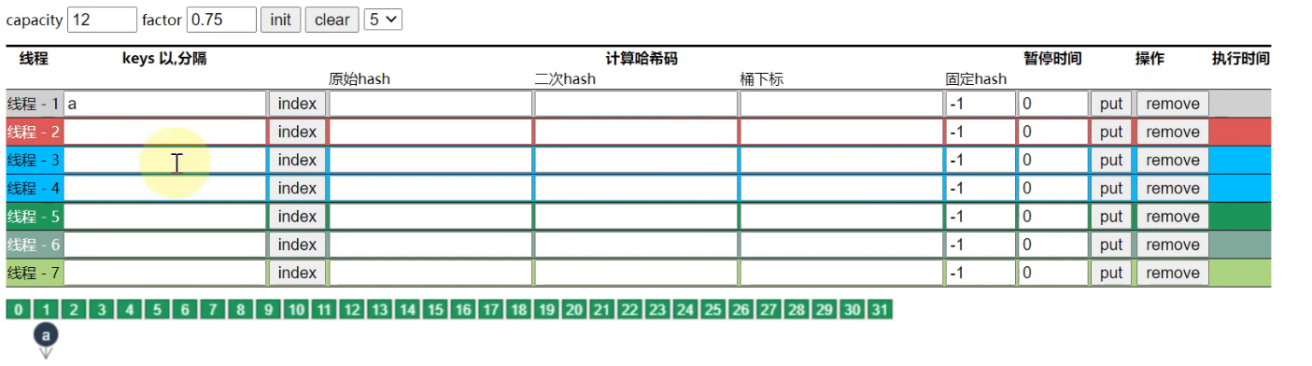 capacity 12 factor 0.75 init clear 5
线程 keys 以,分隔 计算哈希码 暂停时间 操作 执行时间
原始hash 二次hash 桶下标 固定hash
线程 - 1 a index -1 0 put remove
线程 - 2 index -1 0 put remove
线程 - 3 index -1 0 put remove
线程 - 4 index -1 0 put remove
线程 - 5 index -1 0 put remove
线程 - 6 index -1 0 put remove
线程 - 7 index -1 0 put remove
0 1 2 3 4 5 6 7 8 9 10 11 12 13 14 15 16 17 18 19 20 21 22 23 24 25 26 27 28 29 30 31
a